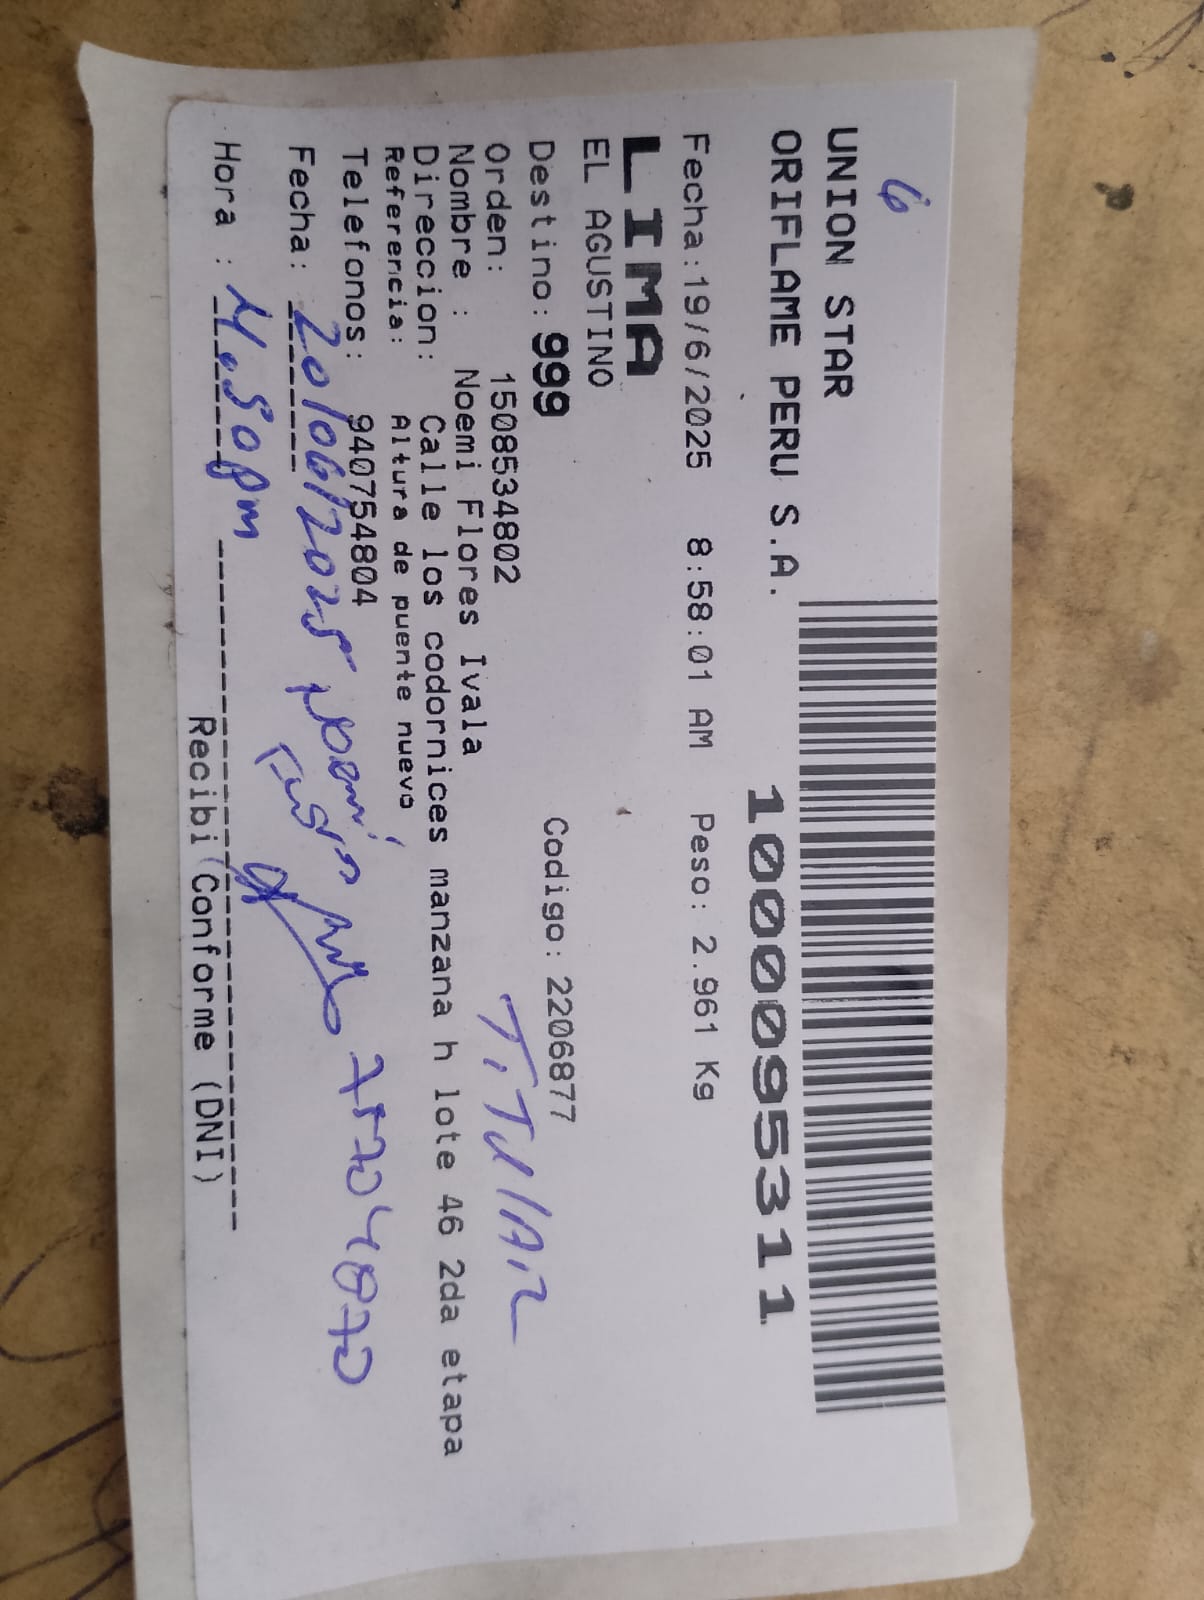 6
UNION STAR
ORIFLAME PERU S.A.
1000095311
Fecha:19/6/2025 8:58:01 AM Peso: 2.961 Kg
LIMA
EL AGUSTINO
Destino: 999 Codigo: 2206877
Orden: 1508534802 TITULAR
Nombre : Noemi Flores Ivala
Direccion: Calle los codornices manzana h lote 46 2da etapa
Referencia: Altura de puente nuevo
Telefonos: 940754804
Fecha: 20/06/2025 Noemi 75704870
Hora :
Recibi Conforme (DNI)